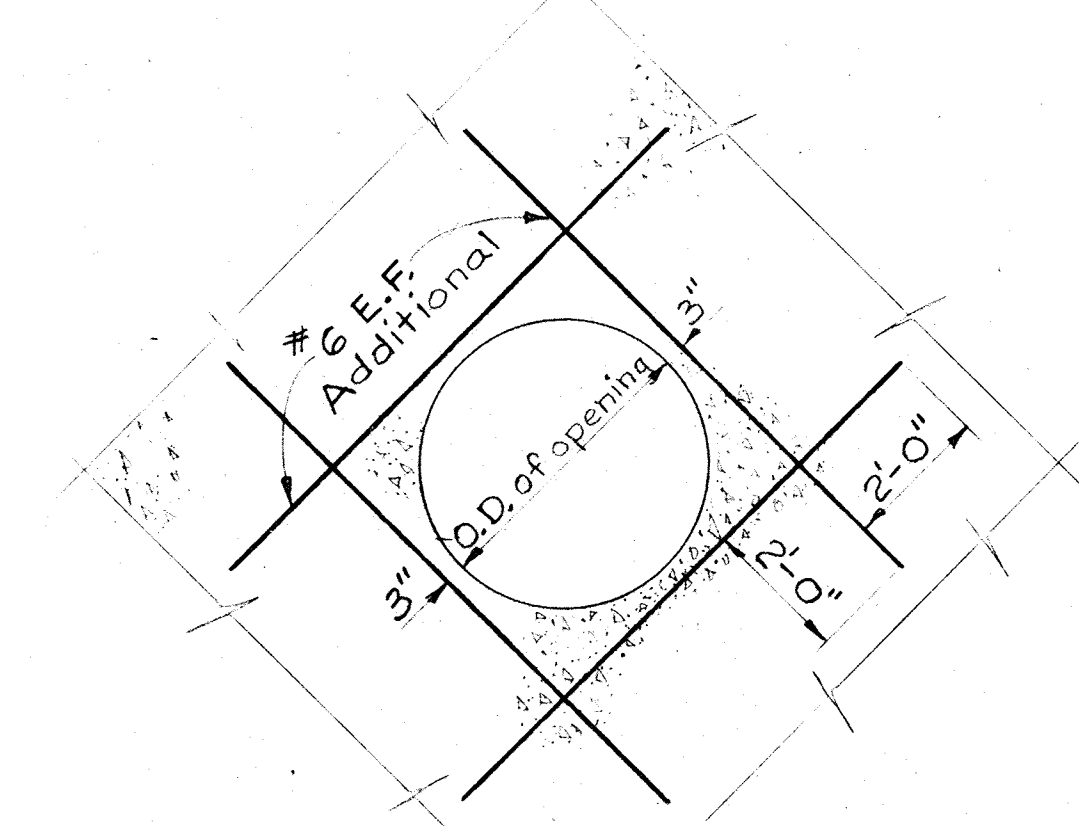 #6 E.F.
Additional
3"
O.D. of opening
2'-0"
2'-0"
3"